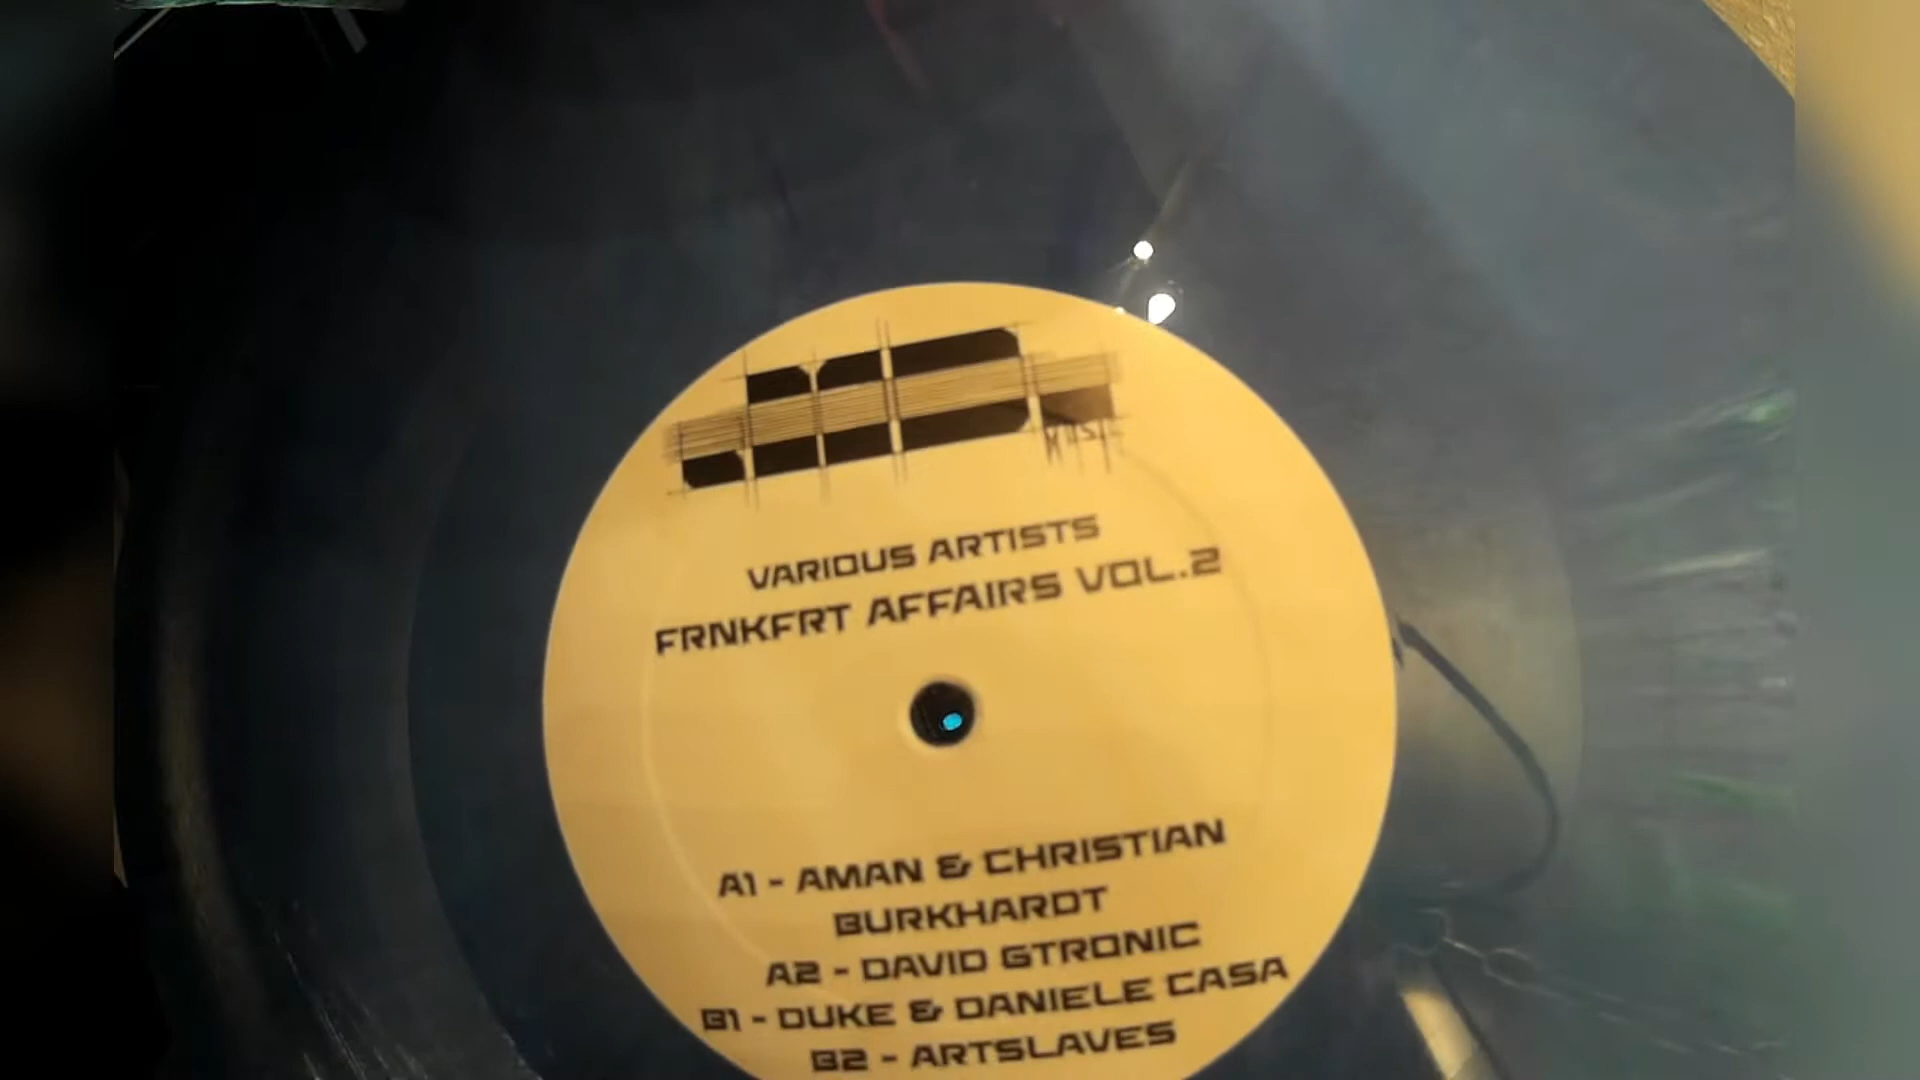 MUSIC
VARIOUS ARTISTS
FRNKFRT AFFAIRS VOL.2
A1 - AMAN & CHRISTIAN
BURKHARDT
A2 - DAVID GTRONIC
B1 - DUKE & DANIELE CASA
B2 - ARTSLAVES